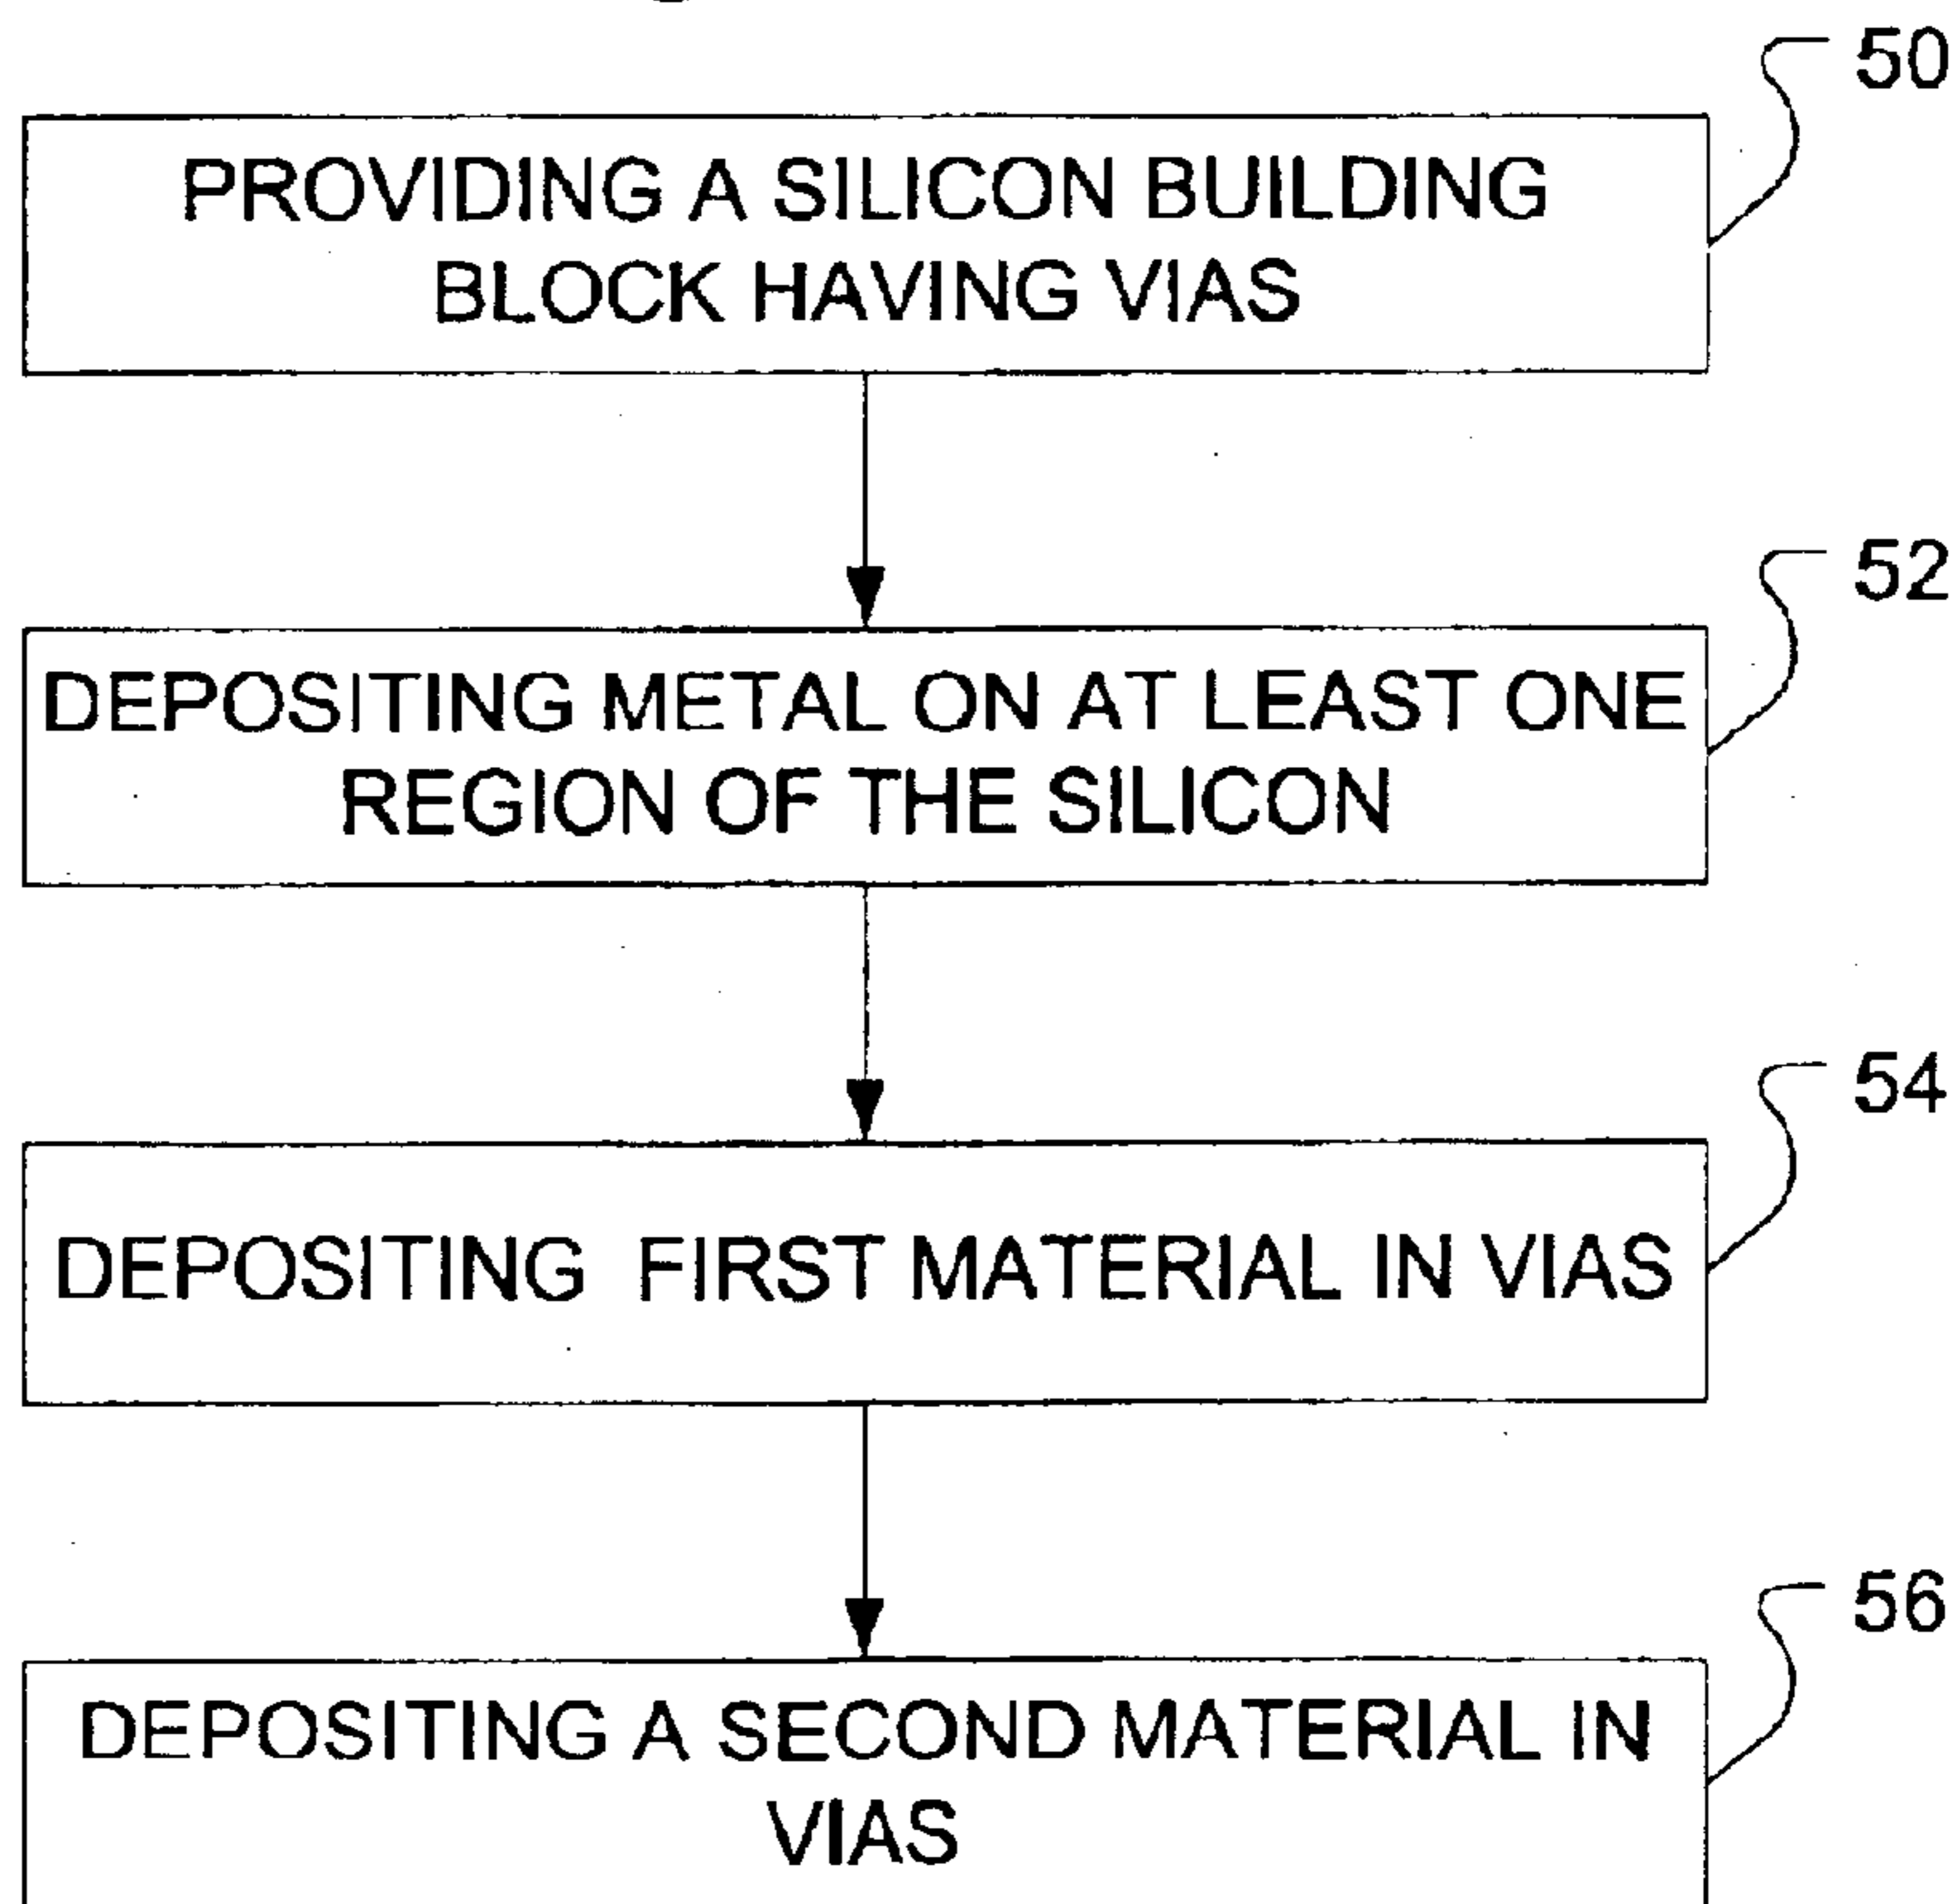 50
PROVIDING A SILICON BUILDING
BLOCK HAVING VIAS
52
DEPOSITING METAL ON AT LEAST ONE
REGION OF THE SILICON
54
DEPOSITING FIRST MATERIAL IN VIAS
56
DEPOSITING A SECOND MATERIAL IN
VIAS